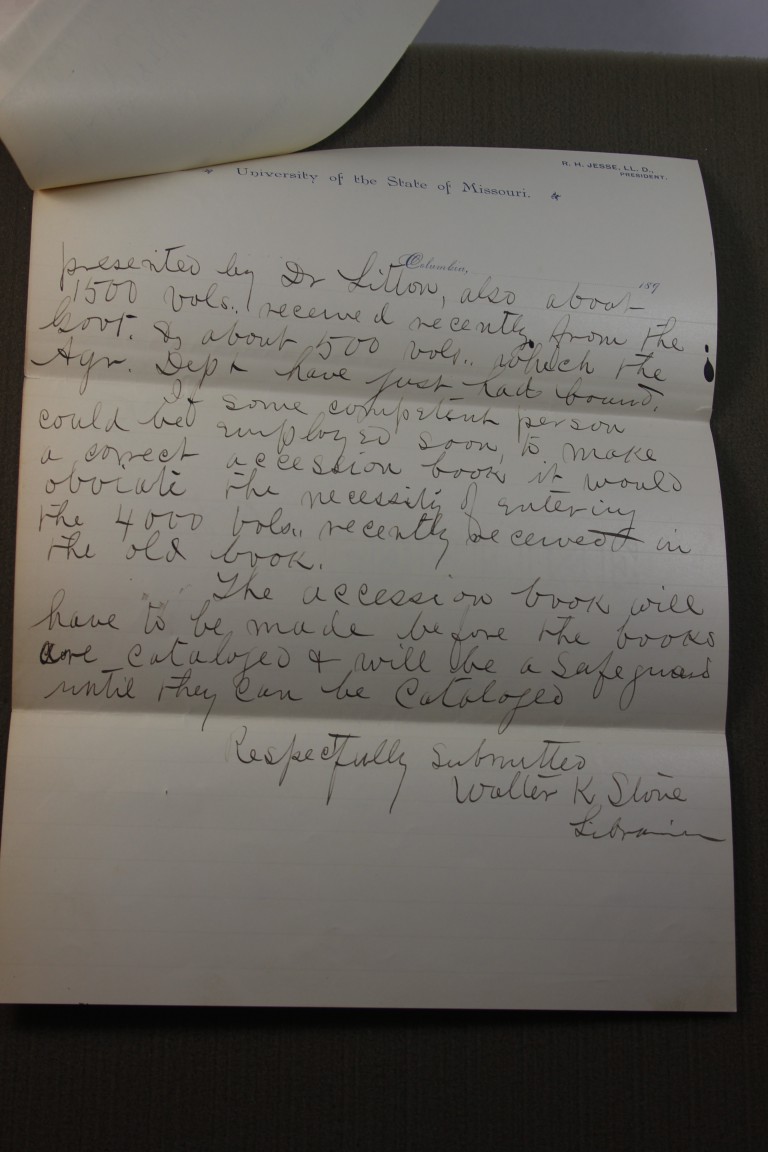 R. H. JESSE, LL. D.,
PRESIDENT.
University of the State of Missouri.
Columbia,
189
presented by Dr Litton, also about
1500 vols., received recently from the
Govt. & about 500 vols., which the
Agr. Dept have just had bound.
If some competent person
could be employed soon, to make
a correct accession book it would
obviate the necessity of entering
the 4000 vols., recently received in
the old book.
The accession book will
have to be made before the books
are cataloged & will be a safeguard
until they can be cataloged
Respectfully submitted
Walter K Stone
Librarian